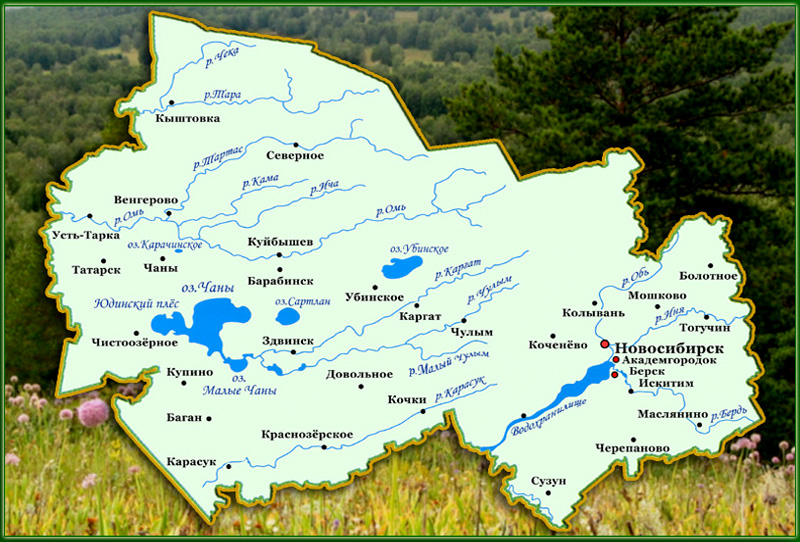 р.Чека
р.Тара
Кыштовка
р.Тартас
Северное
р.Кама
р.Ича
Венгерово
р.Омь
р.Омь
Усть-Тарка
оз.Карачинское
Куйбышев
оз.Убинское
Татарск
Чаны
Барабинск
р.Каргат
Болотное
оз.Чаны
р.Чулым
р.Обь
Юдинский плёс
оз.Сартлан
Убинское
Мошково
Каргат
Колывань
р.Иня
Чистоозёрное
Здвинск
Чулым
Тогучин
Коченёво
Новосибирск
р.Малый Чулым
Академгородок
Купино
оз.
Малые Чаны
Довольное
Берск
Искитим
р.Карасук
Кочки
Водохранилище
Маслянино
р.Бердь
Баган
Краснозёрское
Черепаново
Карасук
Сузун